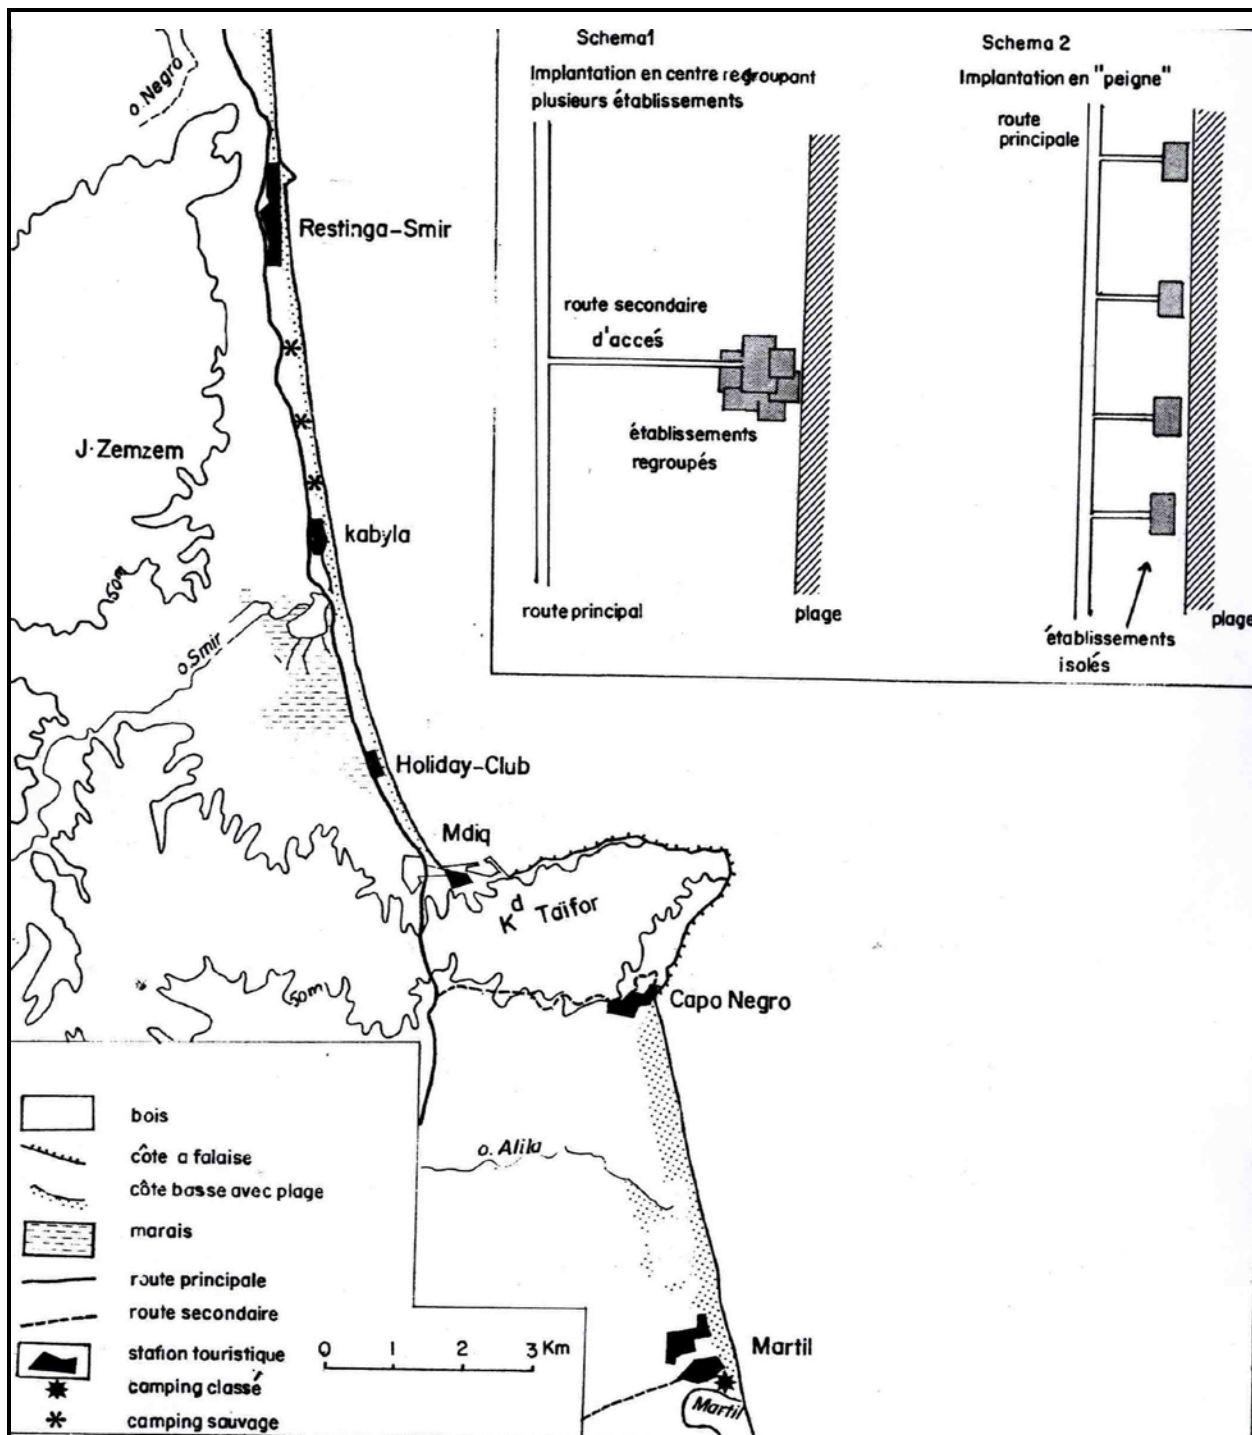 Schema1
Implantation en centre regroupant
plusieurs établissements
route secondaire
d'accés
établissements
regroupés
route principal
plage
Schema 2
Implantation en "peigne"
route
principale
établissements
isolés
plage
o. Negro
Restinga-Smir
J. Zemzem
kabyla
50m
o. Smir
Holiday-Club
Mdiq
Kd Taïfor
50m
Capo Negro
o. Alila
Martil
Martil
bois
côte a falaise
côte basse avec plage
marais
route principale
route secondaire
station touristique
camping classé
camping sauvage
0 1 2 3 Km